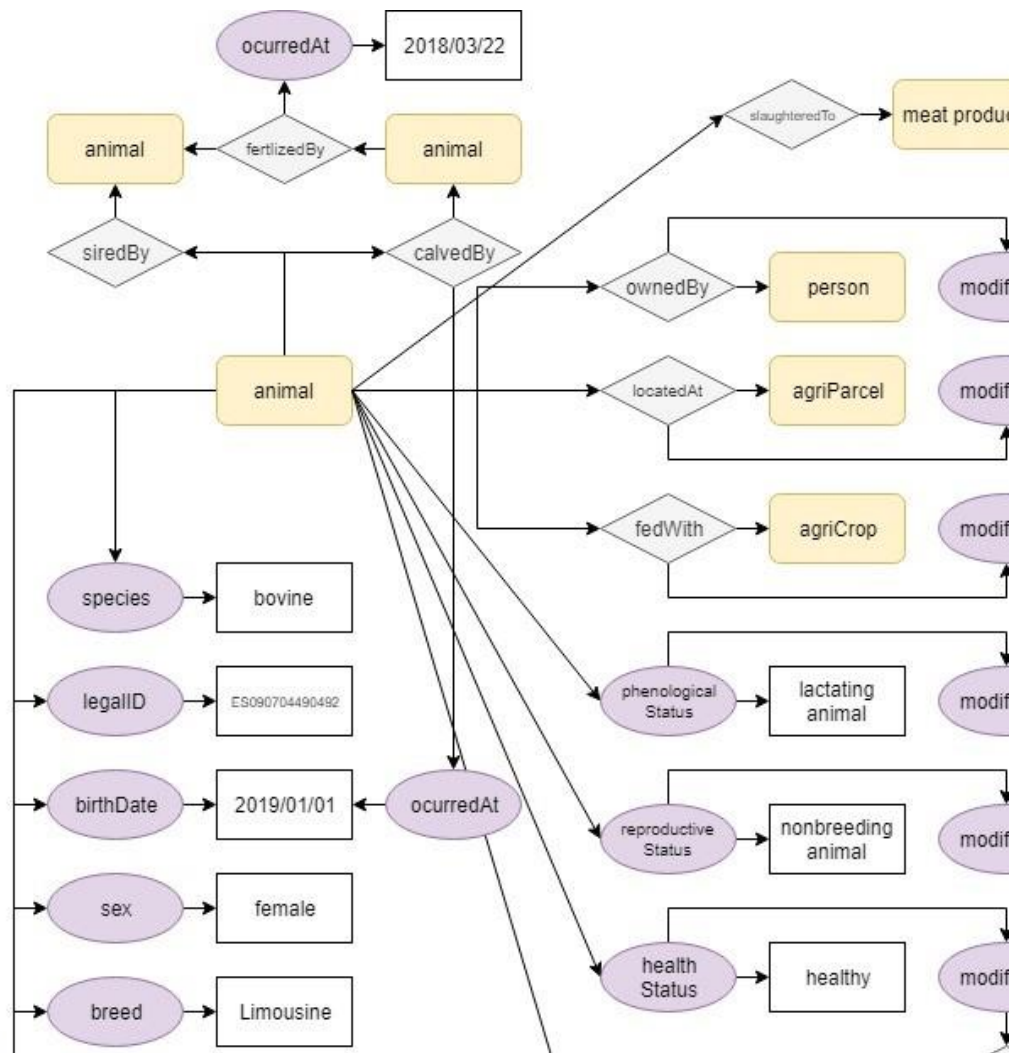 ocurredAt
2018/03/22
animal
fertlizedBy
animal
slaughteredTo
meat produc
siredBy
calvedBy
ownedBy
person
modif
animal
locatedAt
agriParcel
modif
fedWith
agriCrop
modif
species
bovine
legalID
ES090704490492
phenological
Status
lactating
animal
modif
birthDate
2019/01/01
ocurredAt
reproductive
Status
nonbreeding
animal
modif
sex
female
breed
Limousine
health
Status
healthy
modif